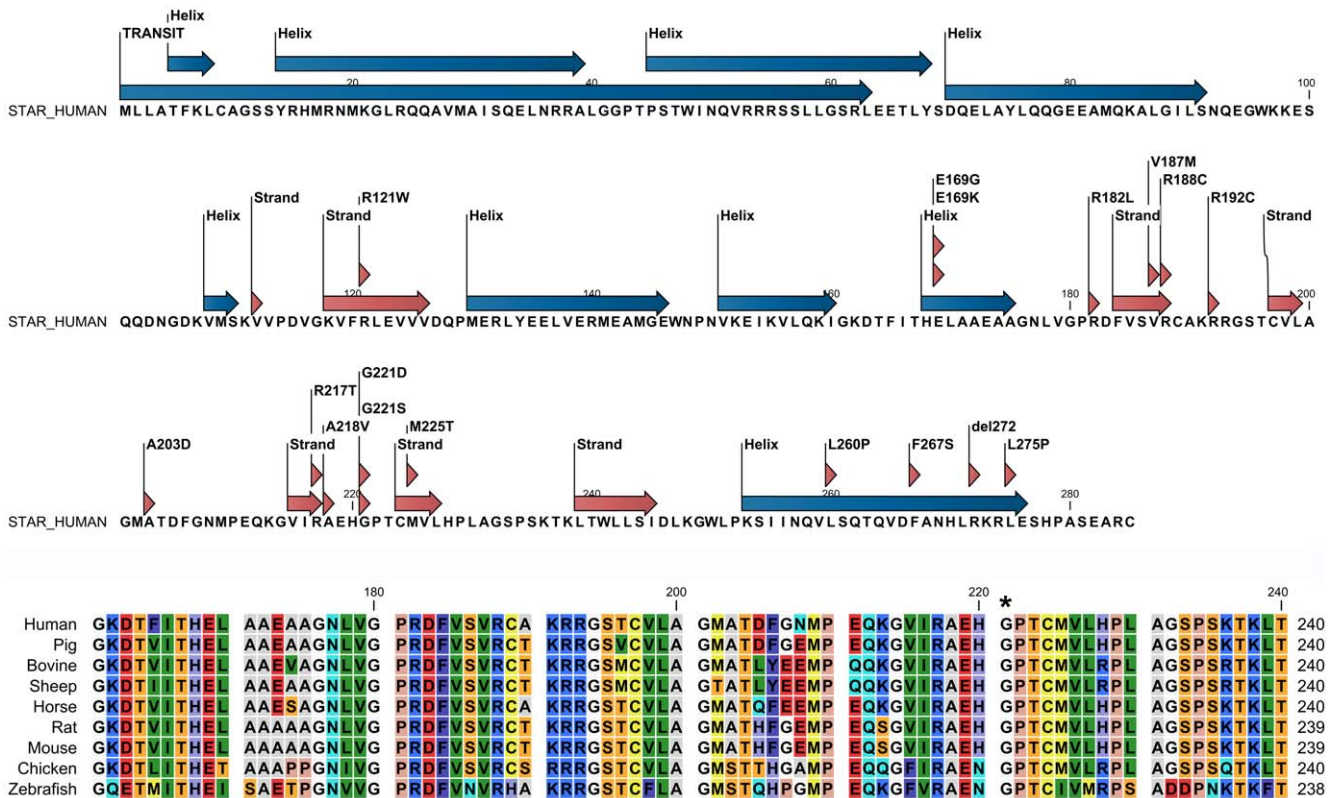 Helix
TRANSIT Helix Helix Helix
20 40 60 80 100
STAR_HUMAN MLLATFKLCAGSSYRHMRNMKGLRQQAVMAISQELNRRALGGPTPSTWINQVRRRSSLLGSRLEETLYSDQELAYLQQGEEAMQKALGILSNQEGWKKES
V187M
E169G R188C
Strand R121W E169K R182L R192C
Helix Strand Helix Helix Helix Strand Strand
120 140 160 180 200
STAR_HUMAN QQDNGDKVMSKVVPDVGKVFRLEVVVDQPMERLYEELVERMEAMGEWNPNVKEIKVLQKIGKDTFITHELAAEAAGNLVGPRDFVSVRCAKRRGSTCVLA
G221D
R217T
G221S
A218V M225T del272
A203D Strand Strand Strand Helix L260P F267S L275P
220 240 260 280
STAR_HUMAN GMATDFGNMPEQKGVIRAEHGPTCMVLHPLAGSPSKTKLTWLLSIDLKGWLPKSIINQVLSQTQVDFANHLRKRLESHPASEARC
180 200 220 * 240
Human GKDTFITHEL AAEAAGNLVG PRDFVSVRCA KRRGSTCVLA GMATDFGNMP EQKGVIRAEH GPTCMVLHPL AGSPSKTKLT 240
Pig GKDTVITHEL AAEAAGNLVG PRDFVSVRCT KRRGSVCVLA GMATDFGEMP EQKGVIRAEH GPTCMVLHPL AGSPSKTKLT 240
Bovine GKDTIITHEL AAEVAGNLVG PRDFVSVRCT KRRGSMCVLA GMATLYEEMP QQKGVIRAEH GPTCMVLRPL AGSPSRTKLT 240
Sheep GKDTIITHEL AAEAAGNLVG PRDFVSVRCT KRRGSMCVLA GTATLYEEMP QQKGVIRAEH GPTCMVLRPL AGSPSRTKLT 240
Horse GKDTVITHEL AAESAGNLVG PRDFVSVRCA KRRGSTCVLA GMATQFEEMP EQKGVIRAEH GPTCMVLHPL AGSPSKTKLT 240
Rat GKDTVITHEL AAAAAGNLVG PRDFVSVRCT KRRGSTCVLA GMATHFGEMP EQSGVIRAEH GPTCMVLHPL AGSPSKTKLT 239
Mouse GKDTVITHEL AAAAAGNLVG PRDFVSVRCT KRRGSTCVLA GMATHFGEMP EQSGVIRAEH GPTCMVLHPL AGSPSKTKLT 239
Chicken GKDTLITHET AAAPPGNIVG PRDFVSVRCS KRRGSTCVLA GMSTTHGAMP EQQGFIRAEN GPTCMVLRPL AGSPSQTKLT 240
Zebrafish GQETMITHEI SAETPGNVVG PRDFVNVRHA KRRGSTCFLA GMSTQHPGMP EQKGFVRAEN GPTCIVMRPS ADDPNKTKFT 238